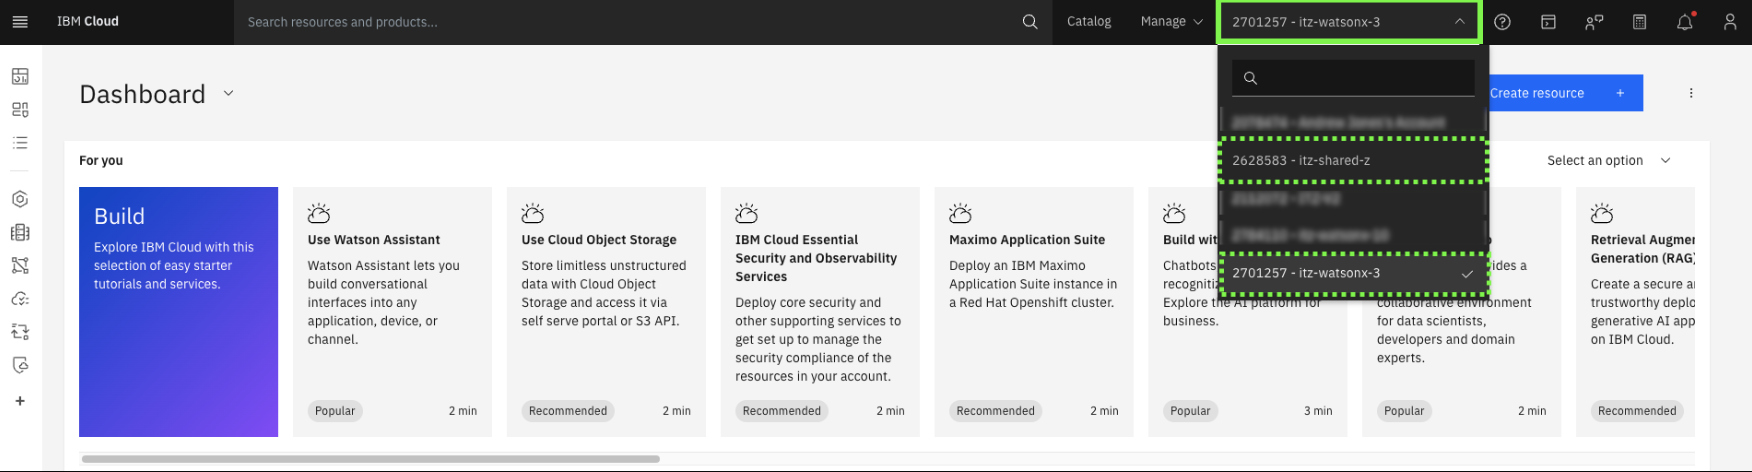 IBM Cloud
Search resources and products...
Catalog
Manage
2701257 - itz-watsonx-3
Dashboard
Create resource +
2628583 - itz-shared-z
2701257 - itz-watsonx-3
For you
Select an option
Build
Explore IBM Cloud with this
selection of easy starter
tutorials and services.
Use Watson Assistant
Watson Assistant lets you
build conversational
interfaces into any
application, device, or
channel.
Popular
2 min
Use Cloud Object Storage
Store limitless unstructured
data with Cloud Object
Storage and access it via
self serve portal or S3 API.
Recommended
2 min
IBM Cloud Essential
Security and Observability
Services
Deploy core security and
other supporting services to
get set up to manage the
security compliance of the
resources in your account.
Recommended
2 min
Maximo Application Suite
Deploy an IBM Maximo
Application Suite instance in
a Red Hat Openshift cluster.
Recommended
2 min
Build wit
Chatbots
recogniti
Explore the AI platform for
business.
Popular
3 min
ides a
collaborative environment
for data scientists,
developers and domain
experts.
Popular
2 min
Retrieval Augmer
Generation (RAG)
Create a secure ar
trustworthy deplo
generative AI app
on IBM Cloud.
Recommended